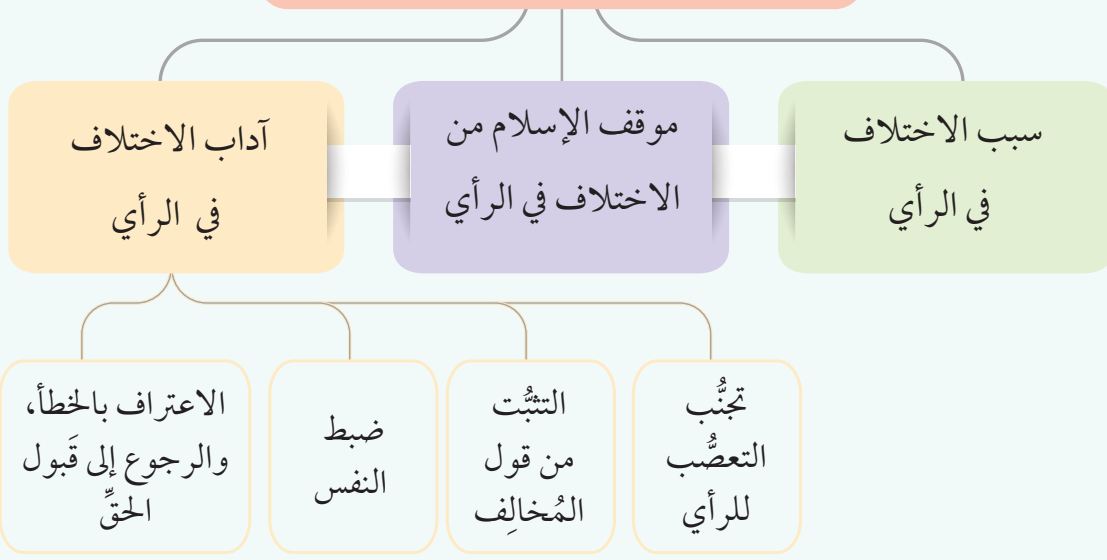 سبب الاختلاف
في الرأي
موقف الإسلام من
الاختلاف في الرأي
آداب الاختلاف
في الرأي
تجنُّب
التعصُّب
للرأي
التثبُّت
من قول
المُخالِف
ضبط
النفس
الاعتراف بالخطأ،
والرجوع إلى قَبول
الحقِّ